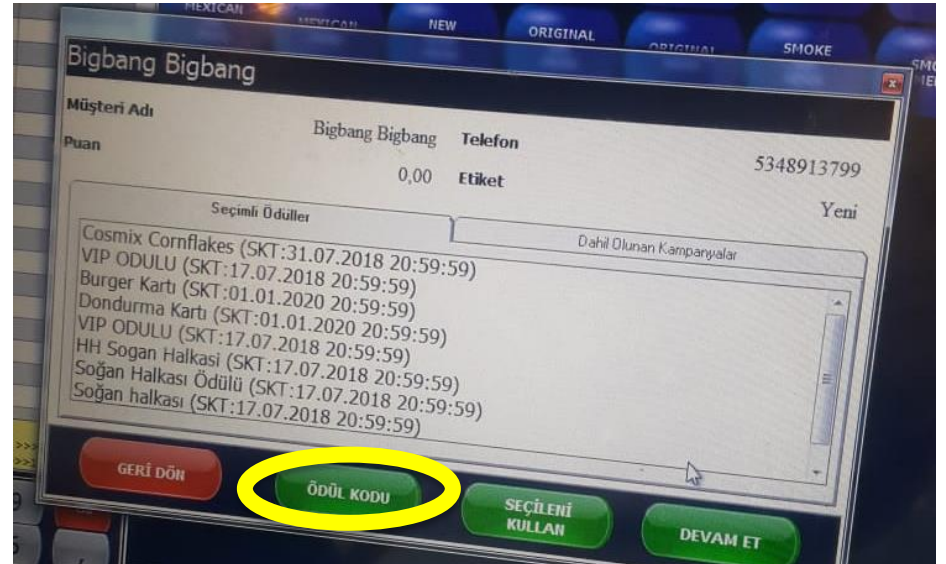 MEXICAN
MEXICAN
NEW
ORIGINAL
ORIGINAL
SMOKE
Bigbang Bigbang
Müşteri Adı
Bigbang Bigbang
Telefon
5348913799
Puan
0,00
Etiket
Yeni
Seçimli Ödüller
Dahil Olunan Kampanyalar
Cosmix Cornflakes (SKT:31.07.2018 20:59:59)
VIP ODULU (SKT:17.07.2018 20:59:59)
Burger Kartı (SKT:01.01.2020 20:59:59)
Dondurma Kartı (SKT:01.01.2020 20:59:59)
VIP ODULU (SKT:17.07.2018 20:59:59)
HH Sogan Halkasi (SKT:17.07.2018 20:59:59)
Soğan Halkası Ödülü (SKT:17.07.2018 20:59:59)
Soğan halkası (SKT:17.07.2018 20:59:59)
GERİ DÖN
ÖDÜL KODU
SEÇİLENİ
KULLAN
DEVAM ET